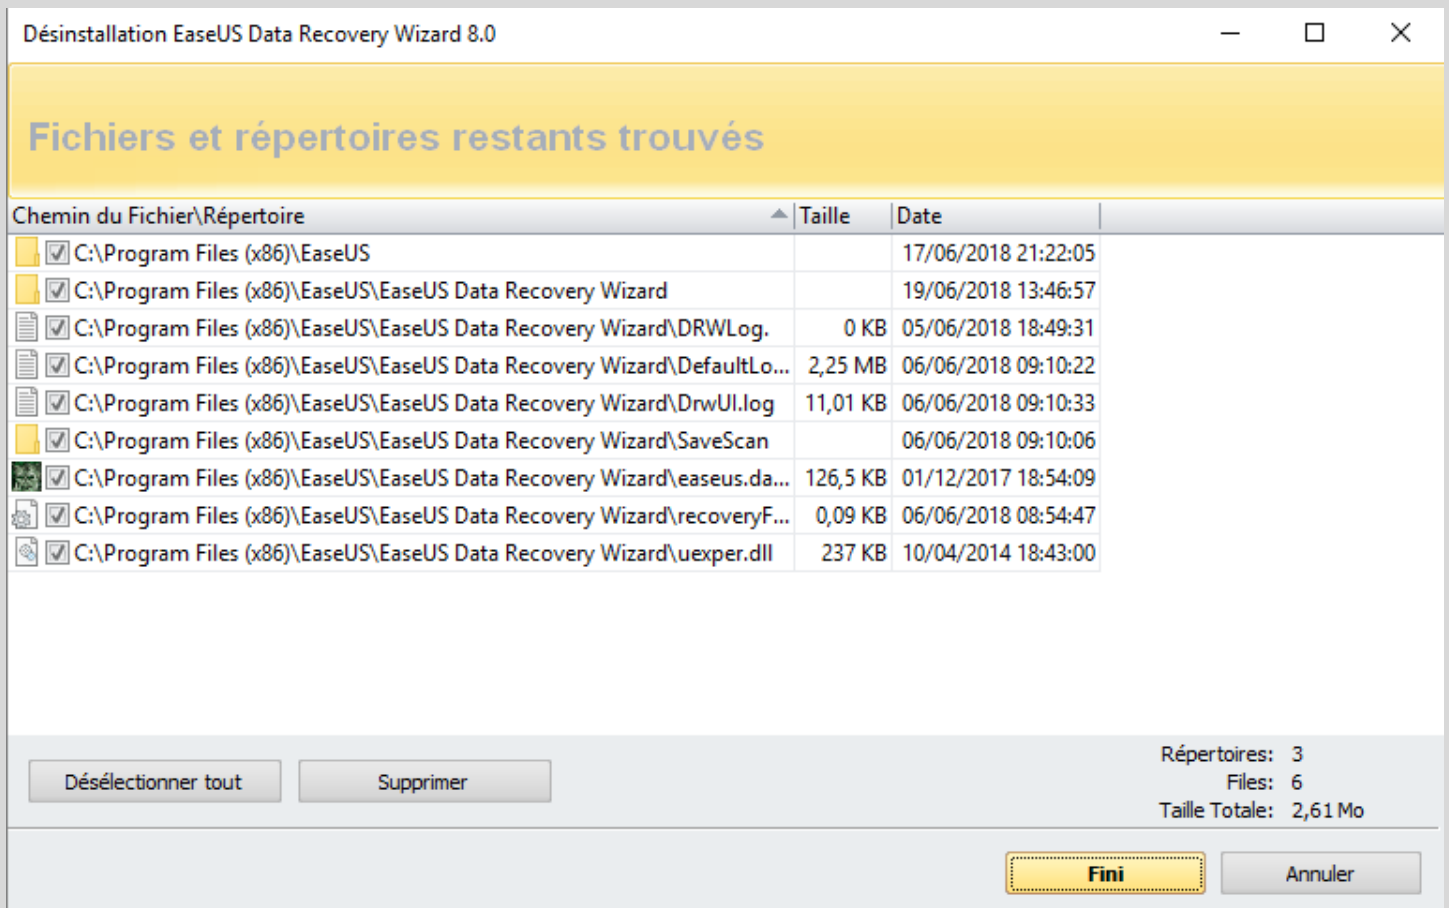 Désinstallation EaseUS Data Recovery Wizard 8.0
Fichiers et répertoires restants trouvés
Chemin du Fichier\Répertoire Taille Date
C:\Program Files (x86)\EaseUS 17/06/2018 21:22:05
C:\Program Files (x86)\EaseUS\EaseUS Data Recovery Wizard 19/06/2018 13:46:57
C:\Program Files (x86)\EaseUS\EaseUS Data Recovery Wizard\DRWLog. 0 KB 05/06/2018 18:49:31
C:\Program Files (x86)\EaseUS\EaseUS Data Recovery Wizard\DefaultLo... 2,25 MB 06/06/2018 09:10:22
C:\Program Files (x86)\EaseUS\EaseUS Data Recovery Wizard\DrwUI.log 11,01 KB 06/06/2018 09:10:33
C:\Program Files (x86)\EaseUS\EaseUS Data Recovery Wizard\SaveScan 06/06/2018 09:10:06
C:\Program Files (x86)\EaseUS\EaseUS Data Recovery Wizard\easeus.da... 126,5 KB 01/12/2017 18:54:09
C:\Program Files (x86)\EaseUS\EaseUS Data Recovery Wizard\recoveryF... 0,09 KB 06/06/2018 08:54:47
C:\Program Files (x86)\EaseUS\EaseUS Data Recovery Wizard\uexper.dll 237 KB 10/04/2014 18:43:00
Répertoires: 3
Désélectionner tout Supprimer Files: 6
Taille Totale: 2,61 Mo
Fini Annuler